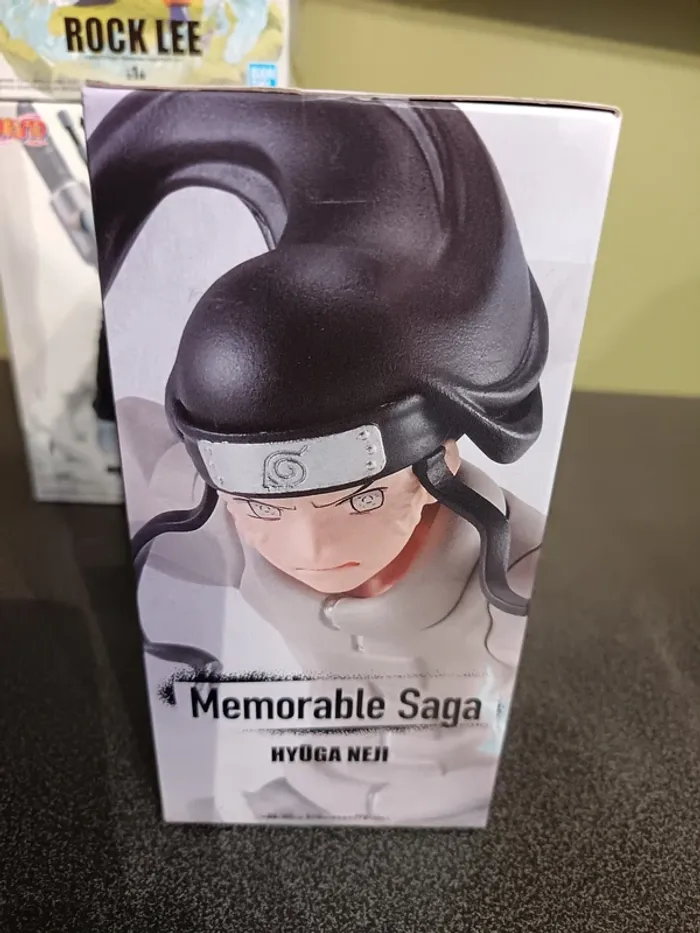 ROCK LEE
Memorable Saga
HYŪGA NEJI